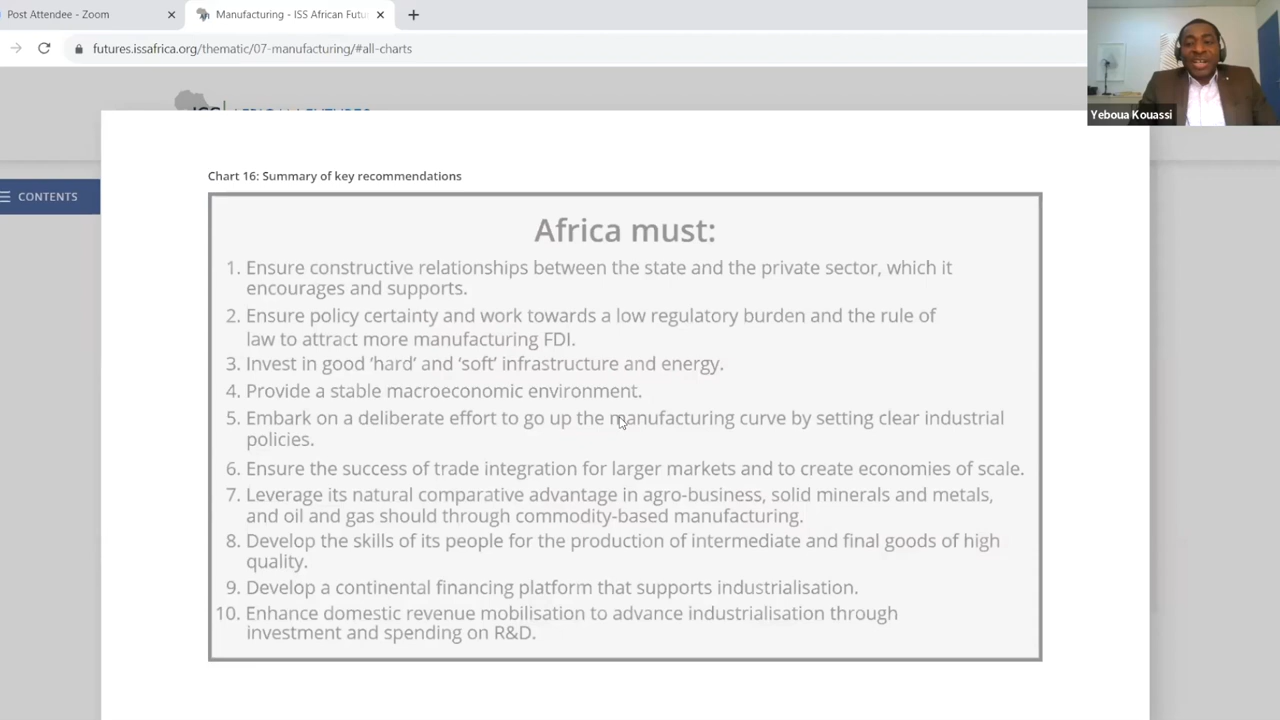 Post Attendee - Zoom
Manufacturing - ISS African Futu
futures.issafrica.org/thematic/07-manufacturing/#all-charts
Yeboua Kouassi
CONTENTS
Chart 16: Summary of key recommendations
Africa must:
1. Ensure constructive relationships between the state and the private sector, which it
encourages and supports.
2. Ensure policy certainty and work towards a low regulatory burden and the rule of
law to attract more manufacturing FDI.
3. Invest in good ‘hard’ and ‘soft’ infrastructure and energy.
4. Provide a stable macroeconomic environment.
5. Embark on a deliberate effort to go up the manufacturing curve by setting clear industrial
policies.
6. Ensure the success of trade integration for larger markets and to create economies of scale.
7. Leverage its natural comparative advantage in agro-business, solid minerals and metals,
and oil and gas should through commodity-based manufacturing.
8. Develop the skills of its people for the production of intermediate and final goods of high
quality.
9. Develop a continental financing platform that supports industrialisation.
10. Enhance domestic revenue mobilisation to advance industrialisation through
investment and spending on R&D.